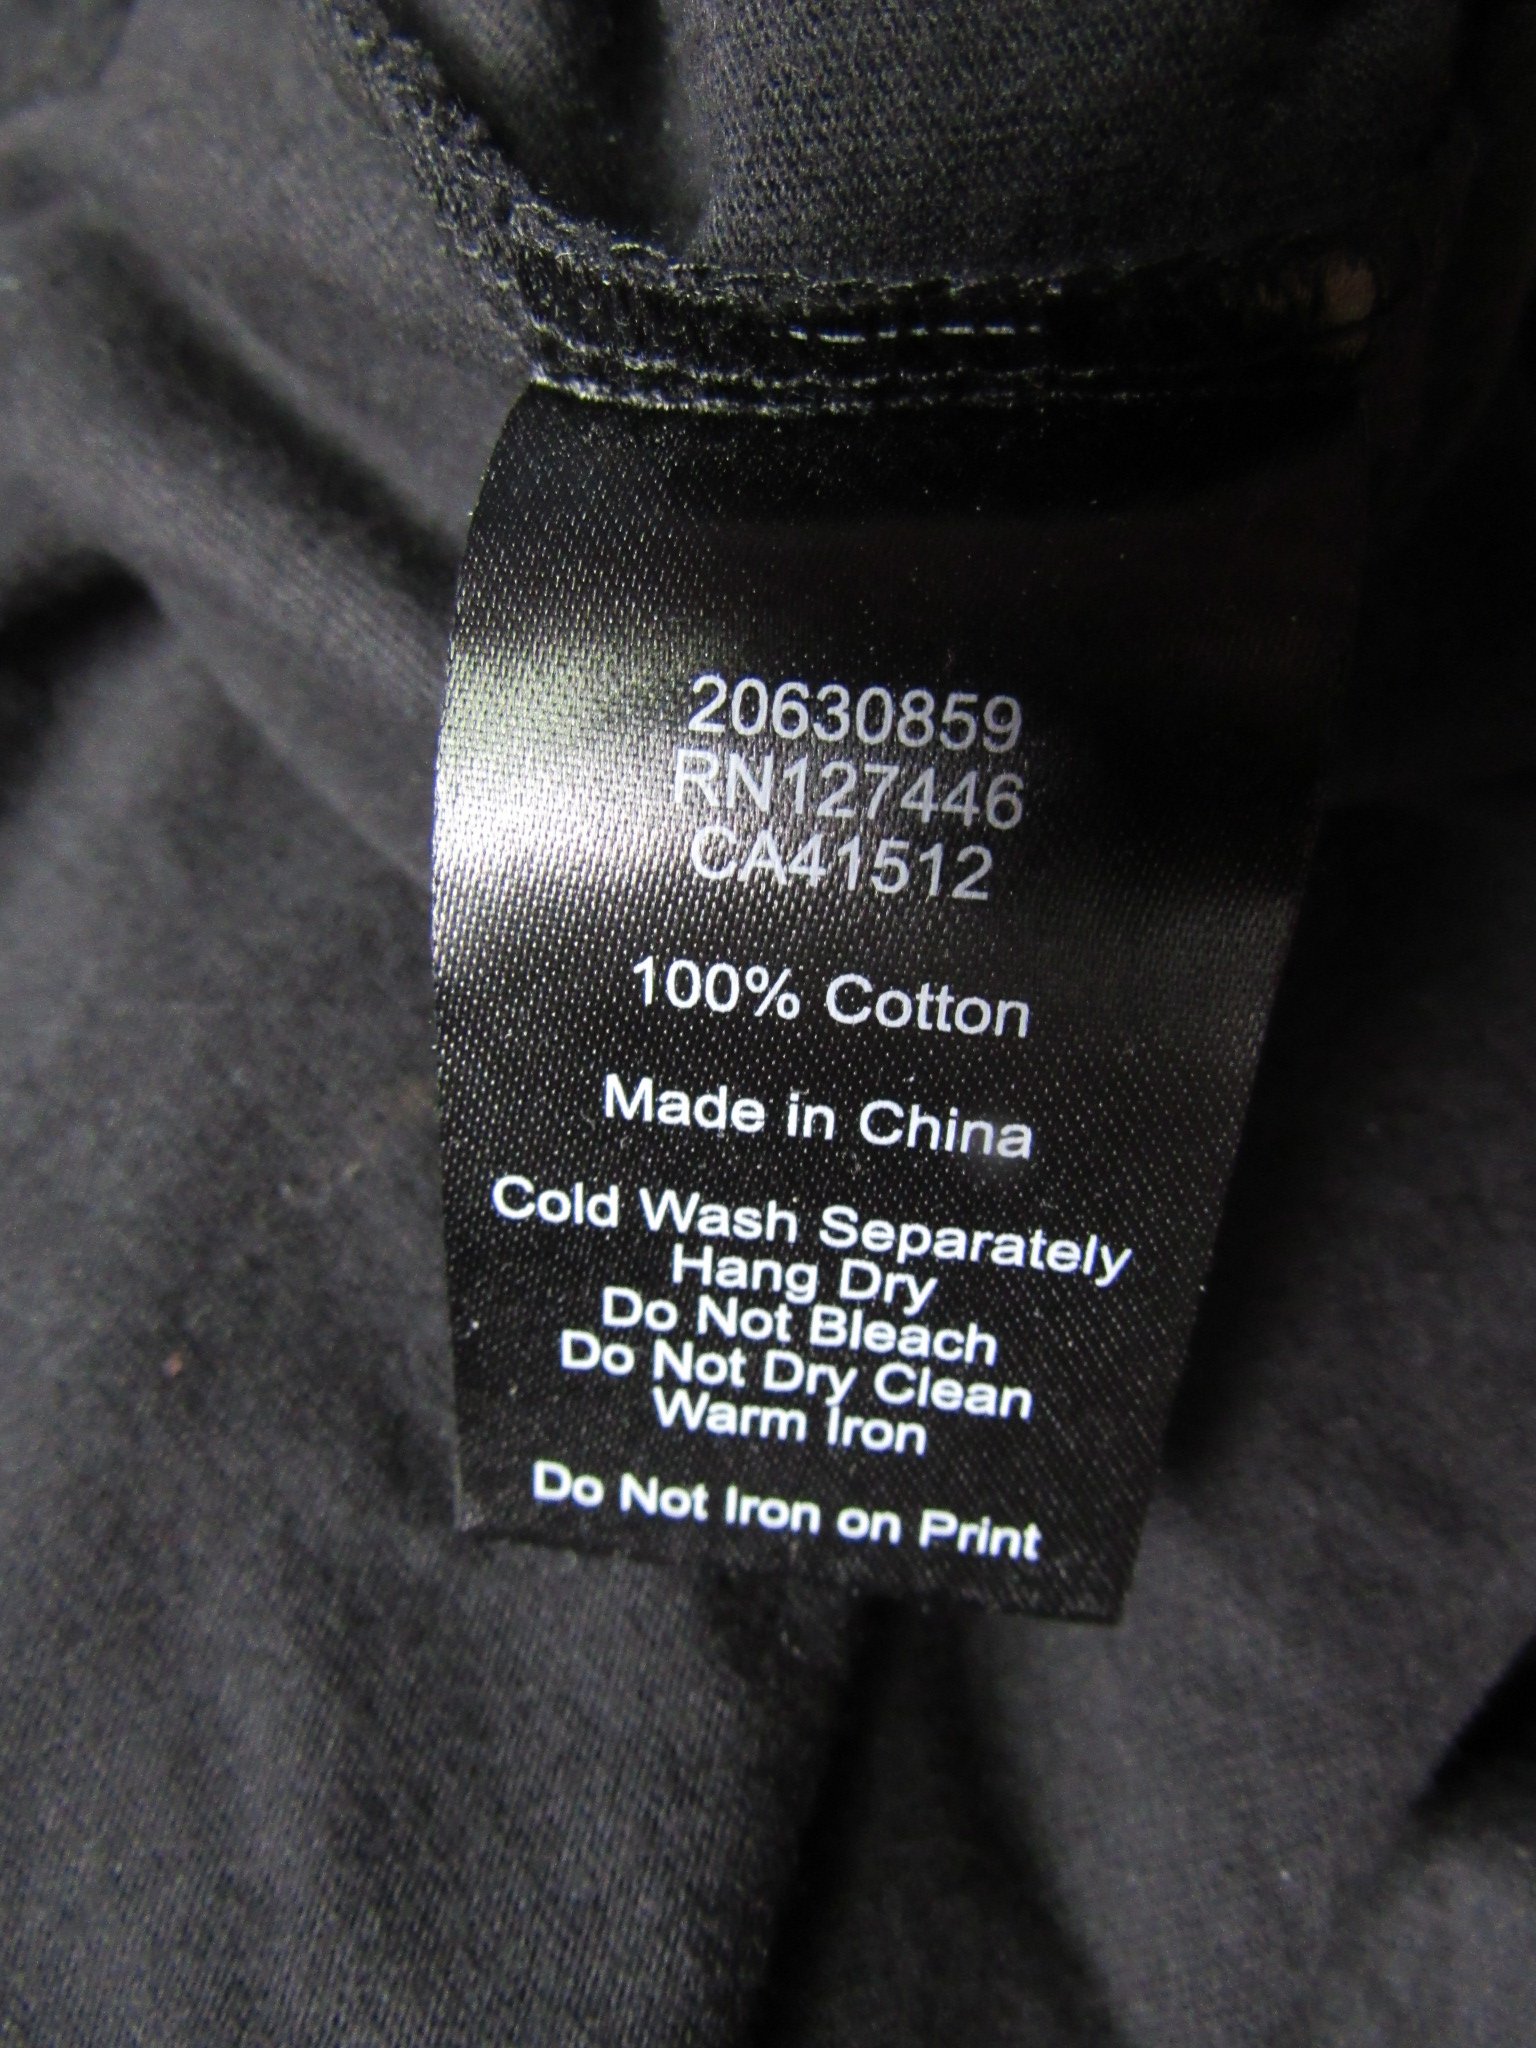 20630859
RN127446
CA41512
100% Cotton
Made in China
Cold Wash Separately
Hang Dry
Do Not Bleach
Do Not Dry Clean
Warm Iron
Do Not Iron on Print